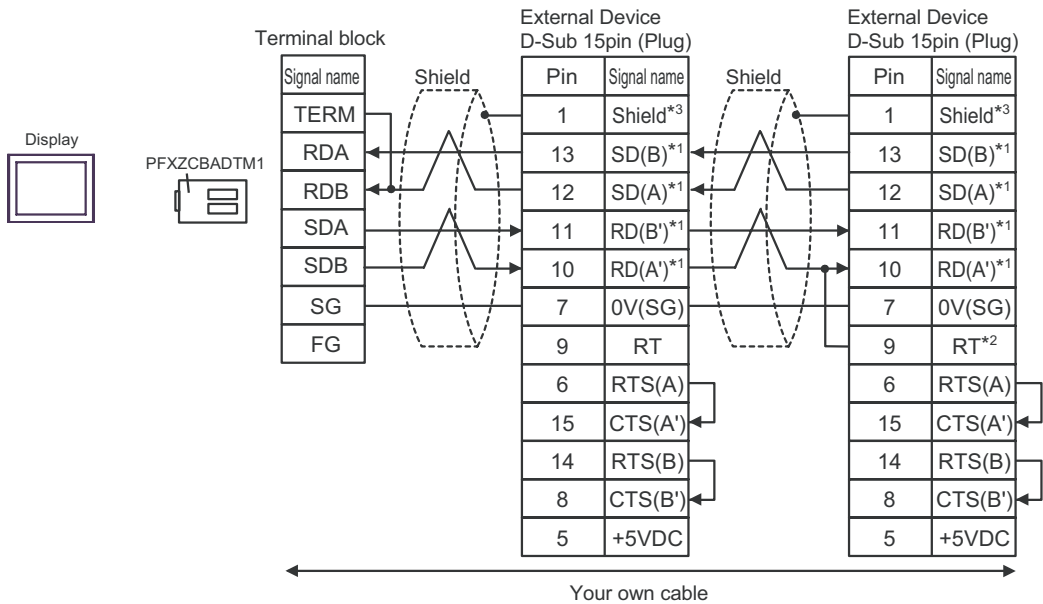 External Device
D-Sub 15pin (Plug)
External Device
D-Sub 15pin (Plug)
Terminal block
Signal name Shield Pin Signal name Shield Pin Signal name
TERM 1 Shield*3 1 Shield*3
Display
RDA 13 SD(B)*1 13 SD(B)*1
PFXZCBADTM1
RDB 12 SD(A)*1 12 SD(A)*1
SDA 11 RD(B')*1 11 RD(B')*1
SDB 10 RD(A')*1 10 RD(A')*1
SG 7 0V(SG) 7 0V(SG)
FG 9 RT 9 RT*2
6 RTS(A) 6 RTS(A)
15 CTS(A') 15 CTS(A')
14 RTS(B) 14 RTS(B)
8 CTS(B') 8 CTS(B')
5 +5VDC 5 +5VDC
Your own cable